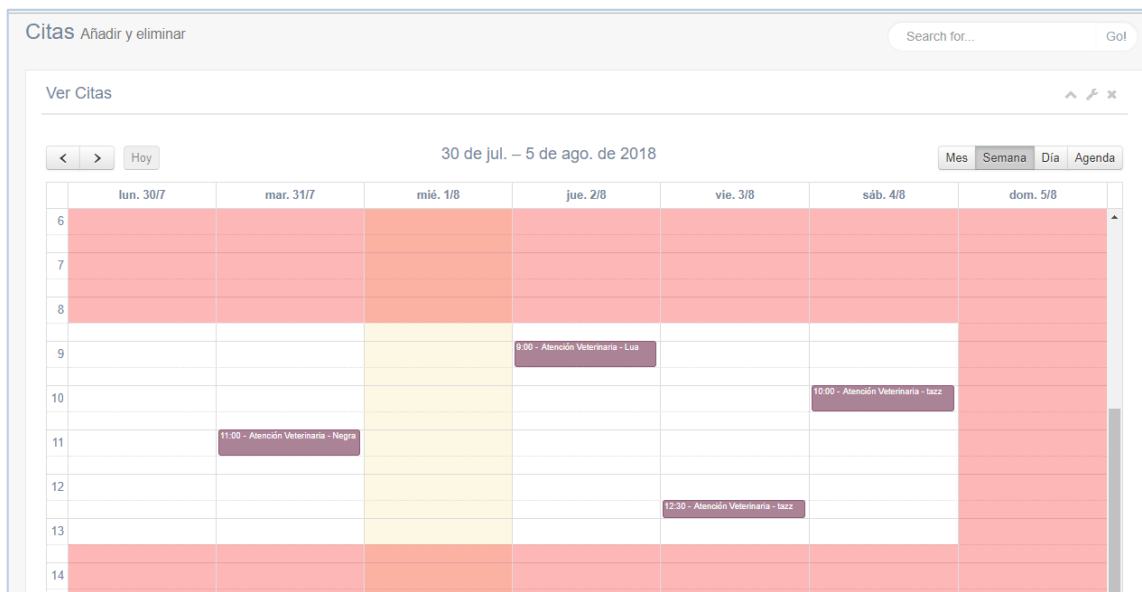 Citas Añadir y eliminar
Search for... Go!
Ver Citas
Hoy
30 de jul. – 5 de ago. de 2018
Mes Semana Día Agenda
lun. 30/7 mar. 31/7 mié. 1/8 jue. 2/8 vie. 3/8 sáb. 4/8 dom. 5/8
6
7
8
9 9:00 - Atención Veterinaria - Lua
10 10:00 - Atención Veterinaria - tazz
11 11:00 - Atención Veterinaria - Negra
12
12:30 - Atención Veterinaria - tazz
13
14